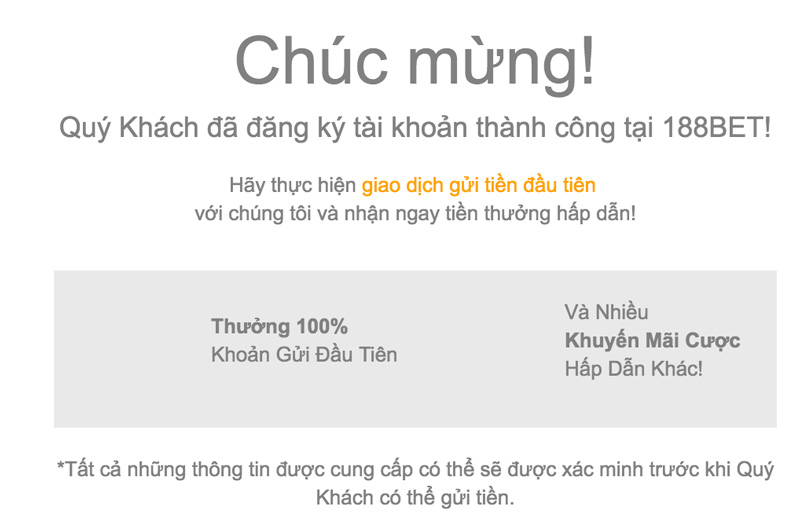 Chúc mừng!
Quý Khách đã đăng ký tài khoản thành công tại 188BET!
Hãy thực hiện giao dịch gửi tiền đầu tiên
với chúng tôi và nhận ngay tiền thưởng hấp dẫn!
Thưởng 100%
Khoản Gửi Đầu Tiên
Và Nhiều
Khuyến Mãi Cược
Hấp Dẫn Khác!
*Tất cả những thông tin được cung cấp có thể sẽ được xác minh trước khi Quý
Khách có thể gửi tiền.